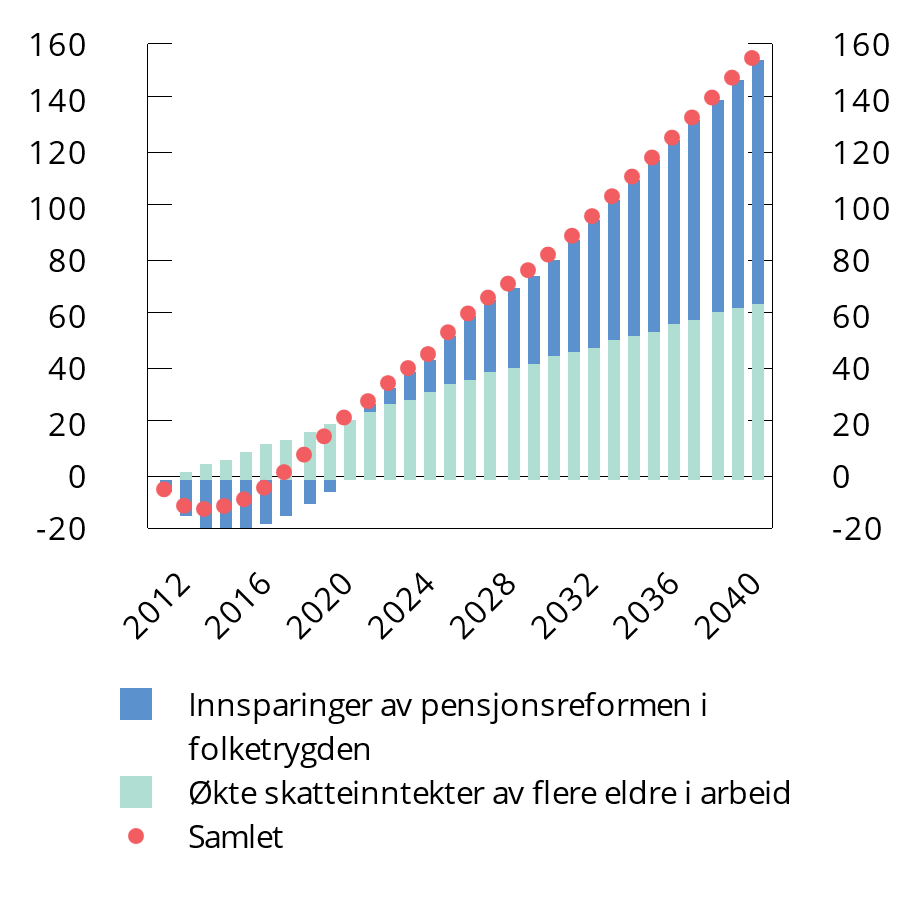 160 160
140 140
120 120
100 100
80 80
60 60
40 40
20 20
0 0
-20 -20
2012 2016 2020 2024 2028 2032 2036 2040
Innsparinger av pensjonsreformen i
folketrygden
Økte skatteinntekter av flere eldre i arbeid
Samlet